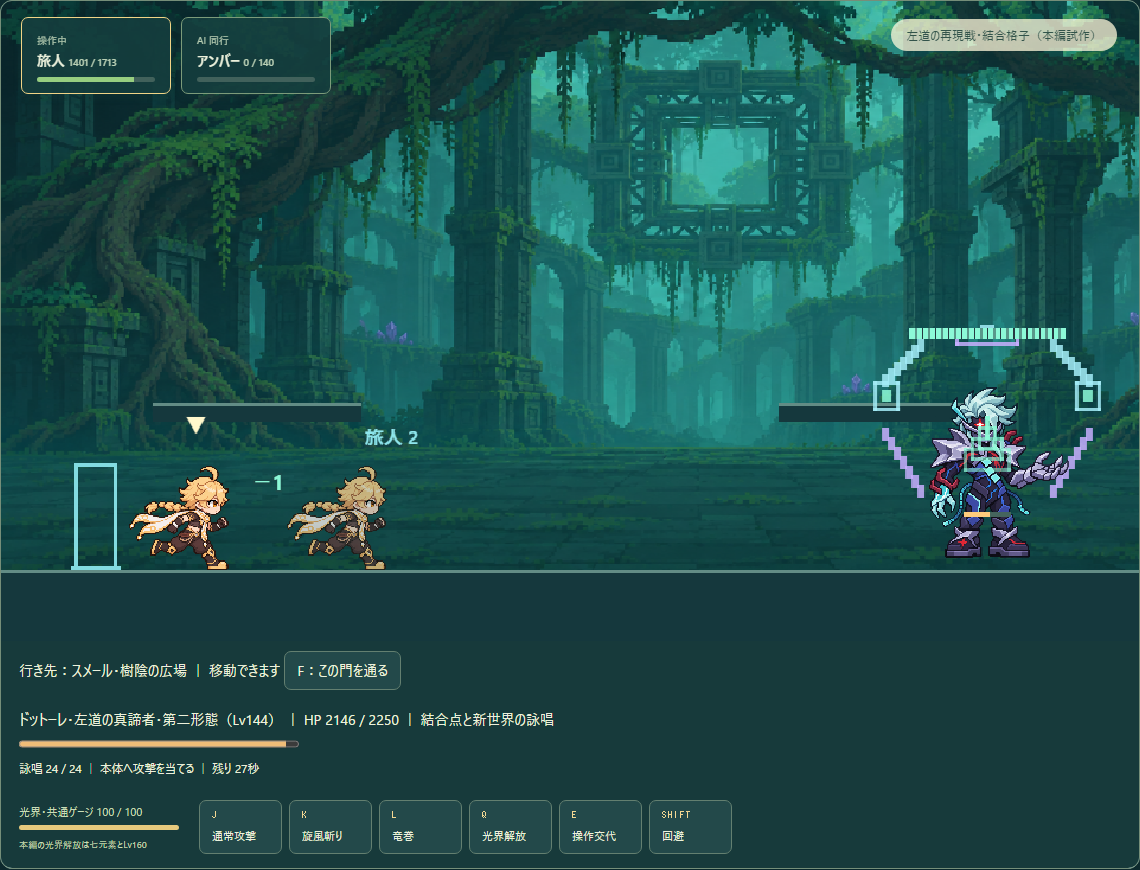 操作中
旅人 1401 / 1713
AI 同行
アンバー 0 / 140
左道の再現戦・結合格子（本編試作）
旅人 2
－1
行き先：スメール・樹陰の広場 | 移動できます
F：この門を通る
ドットーレ・左道の真諦者・第二形態（Lv144） | HP 2146 / 2250 | 結合点と新世界の詠唱
詠唱 24 / 24 | 本体へ攻撃を当てる | 残り 27秒
光界・共通ゲージ 100 / 100
本編の光界解放は七元素とLv160
J
通常攻撃
K
旋風斬り
L
竜巻
Q
光界解放
E
操作交代
SHIFT
回避